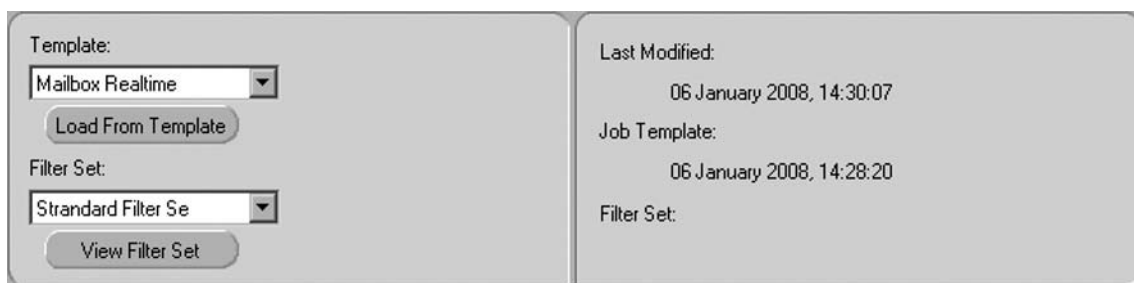 Template:
Mailbox Realtime
Load From Template
Filter Set:
Strandard Filter Se
View Filter Set
Last Modified:
06 January 2008, 14:30:07
Job Template:
06 January 2008, 14:28:20
Filter Set: